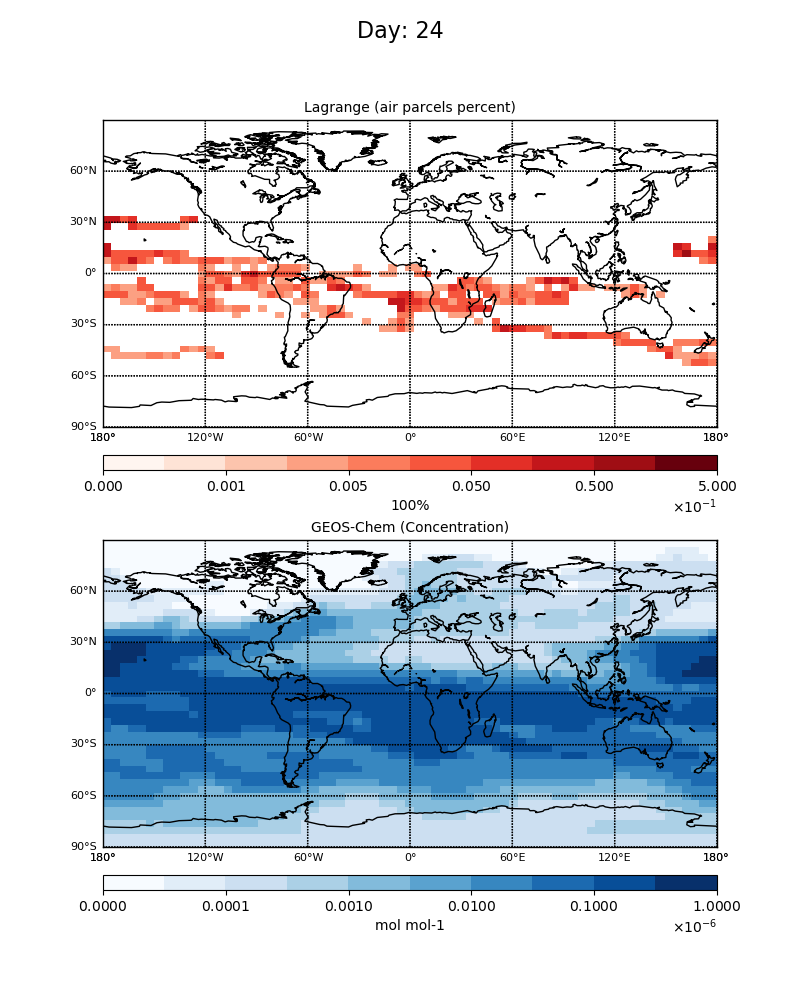 Day: 24
Lagrange (air parcels percent)
60°N
30°N
0°
30°S
60°S
90°S
180° 120°W 60°W 0° 60°E 120°E 180°
0.000 0.001 0.005 0.050 0.500 5.000
100% ×10⁻¹
GEOS-Chem (Concentration)
60°N
30°N
0°
30°S
60°S
90°S
180° 120°W 60°W 0° 60°E 120°E 180°
0.0000 0.0001 0.0010 0.0100 0.1000 1.0000
mol mol-1 ×10⁻⁶